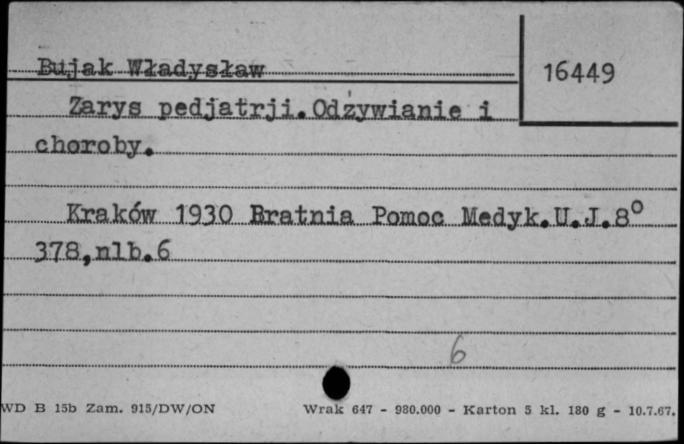 Bujak Władysław
16449
Zarys pedjatrji.Odżywianie i
choroby.
Kraków 1930 Bratnia Pomoc Medyk.U.J.8°
378,nlb.6
6
WD B 15b Zam. 915/DW/ON Wrak 647 - 980.000 - Karton 5 kl. 180 g - 10.7.67.